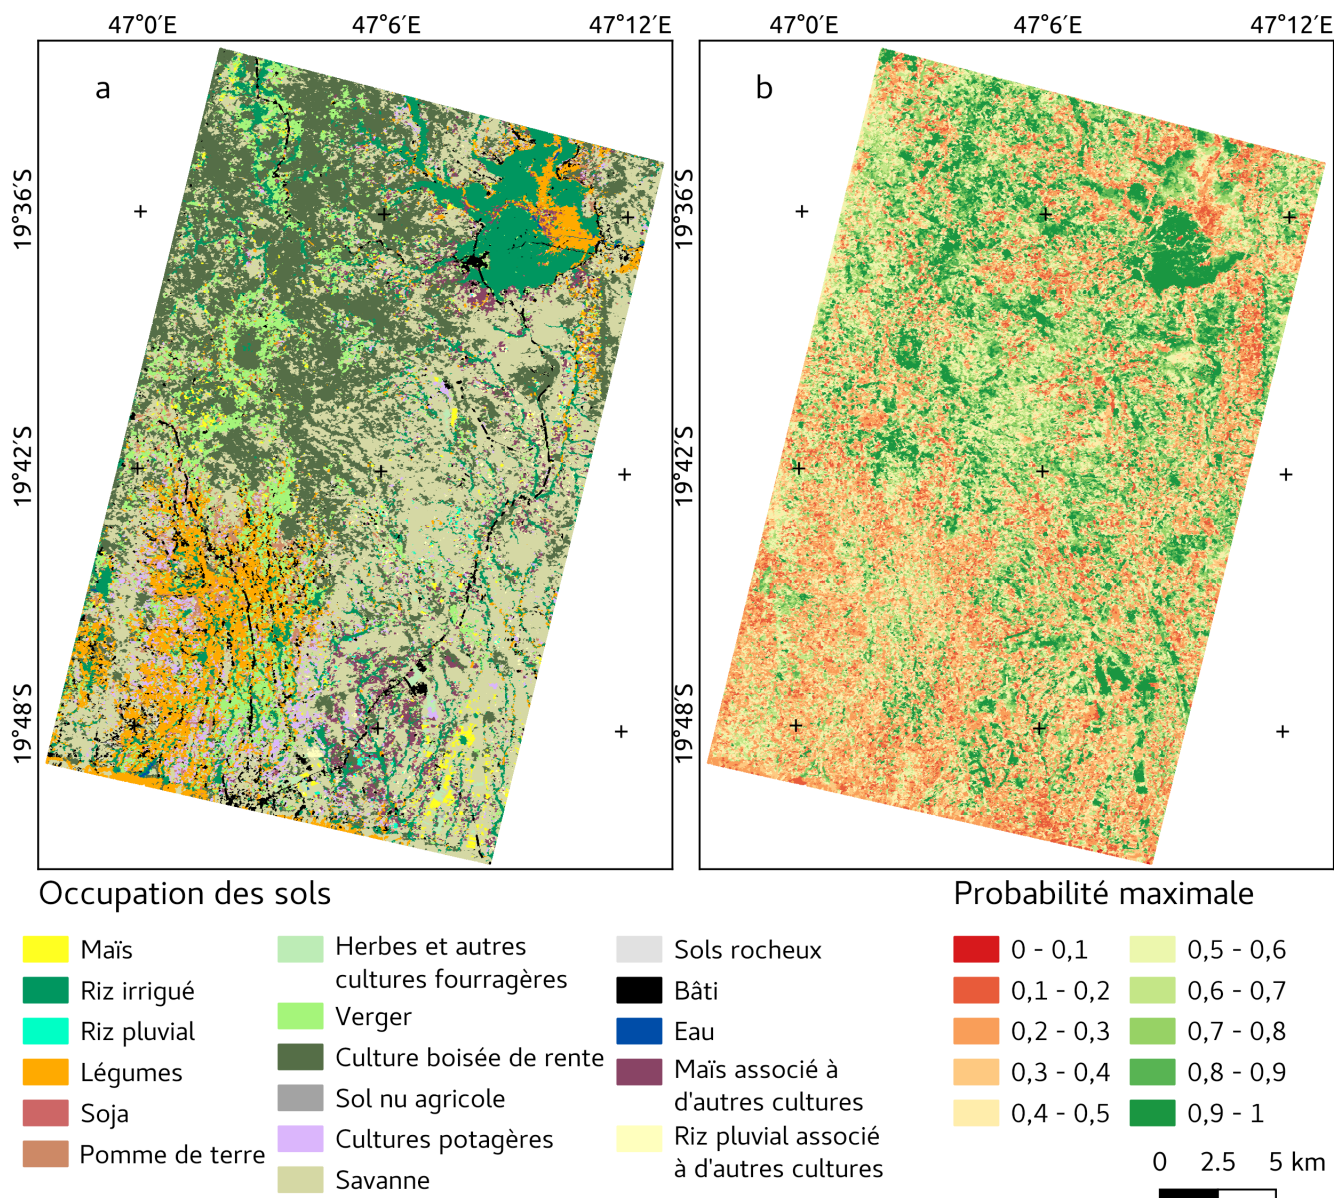 47°0′E 47°6′E 47°12′E 47°0′E 47°6′E 47°12′E
a b
19°36′S 19°36′S
19°42′S 19°42′S
19°48′S 19°48′S
Occupation des sols
Maïs
Riz irrigué
Riz pluvial
Légumes
Soja
Pomme de terre
Herbes et autres
cultures fourragères
Verger
Culture boisée de rente
Sol nu agricole
Cultures potagères
Savanne
Sols rocheux
Bâti
Eau
Maïs associé à
d'autres cultures
Riz pluvial associé
à d'autres cultures
Probabilité maximale
0 - 0,1
0,1 - 0,2
0,2 - 0,3
0,3 - 0,4
0,4 - 0,5
0,5 - 0,6
0,6 - 0,7
0,7 - 0,8
0,8 - 0,9
0,9 - 1
0 2.5 5 km